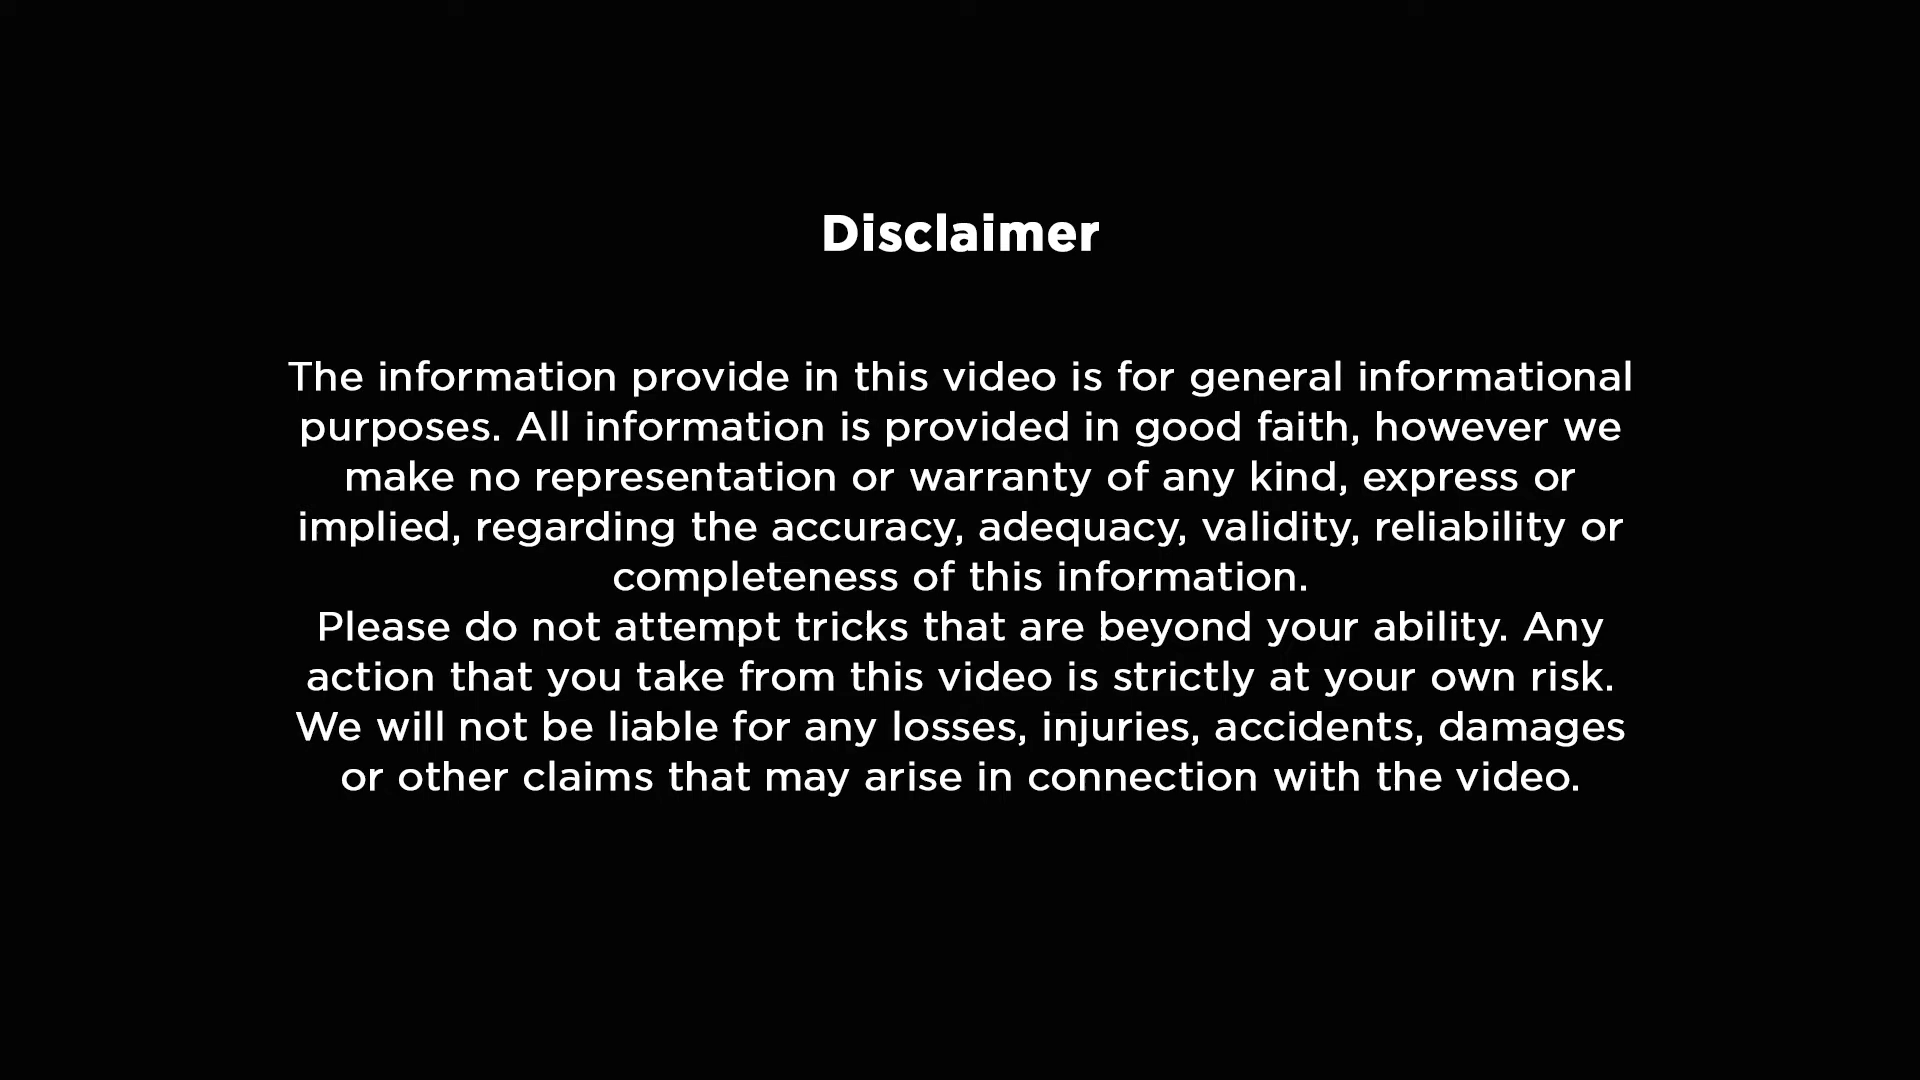 Disclaimer
The information provide in this video is for general informational
purposes. All information is provided in good faith, however we
make no representation or warranty of any kind, express or
implied, regarding the accuracy, adequacy, validity, reliability or
completeness of this information.
Please do not attempt tricks that are beyond your ability. Any
action that you take from this video is strictly at your own risk.
We will not be liable for any losses, injuries, accidents, damages
or other claims that may arise in connection with the video.